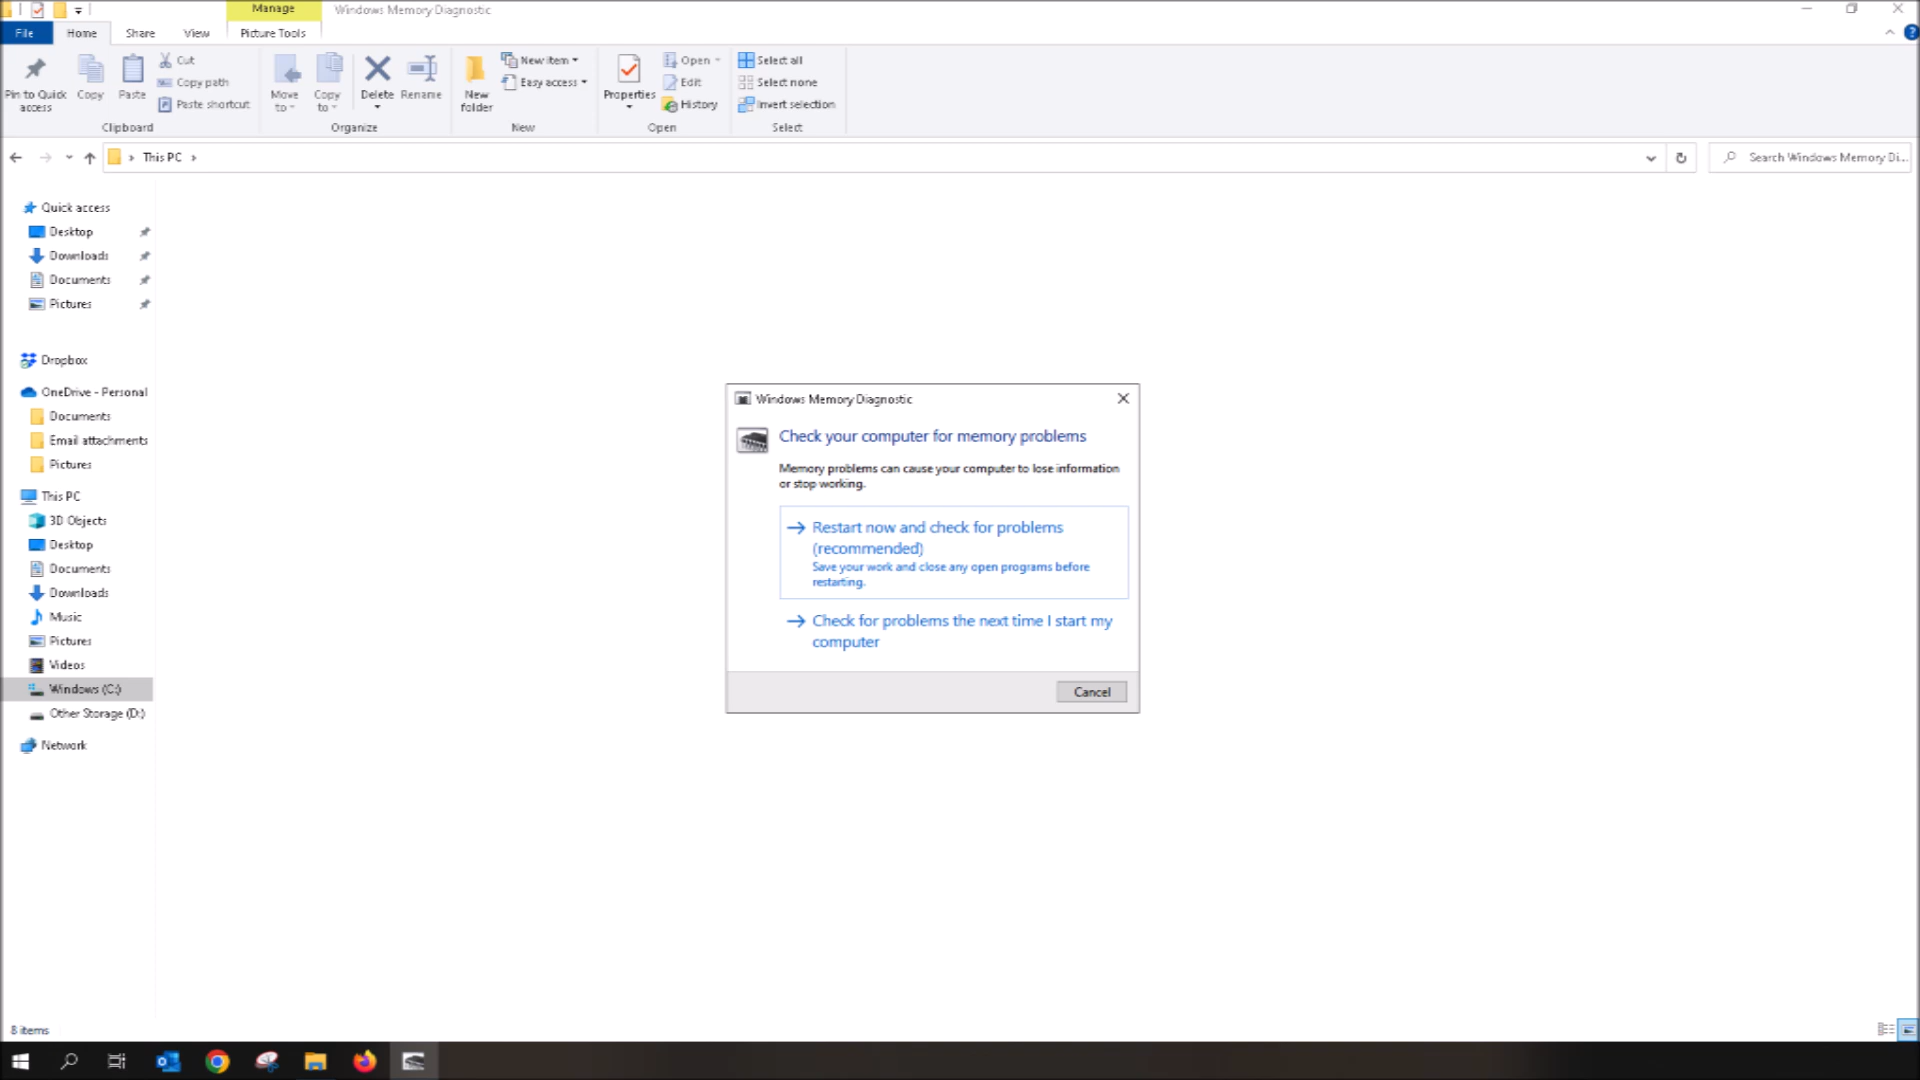 Manage
Windows Memory Diagnostic
File
Home
Share
View
Picture Tools
Pin to Quick
access
Copy
Paste
Cut
Copy path
Paste shortcut
Clipboard
Move
to
Copy
to
Delete
Rename
Organize
New
folder
New item
Easy access
New
Properties
Open
Edit
History
Open
Select all
Select none
Invert selection
Select
This PC
Search Windows Memory Di...
Quick access
Desktop
Downloads
Documents
Pictures
Dropbox
OneDrive - Personal
Documents
Email attachments
Pictures
This PC
3D Objects
Desktop
Documents
Downloads
Music
Pictures
Videos
Windows (C:)
Other Storage (D:)
Network
Windows Memory Diagnostic
Check your computer for memory problems
Memory problems can cause your computer to lose information
or stop working.
Restart now and check for problems
(recommended)
Save your work and close any open programs before
restarting.
Check for problems the next time I start my
computer
Cancel
8 items